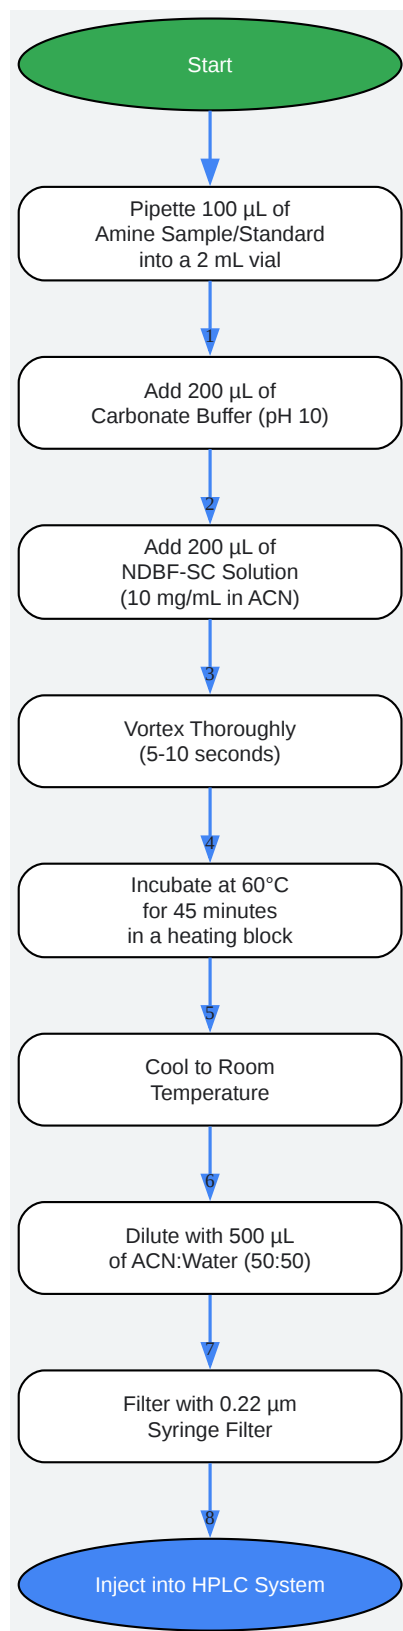 Start
Pipette 100 µL of
Amine Sample/Standard
into a 2 mL vial
1
Add 200 µL of
Carbonate Buffer (pH 10)
2
Add 200 µL of
NDBF-SC Solution
(10 mg/mL in ACN)
3
Vortex Thoroughly
(5-10 seconds)
4
Incubate at 60°C
for 45 minutes
in a heating block
5
Cool to Room
Temperature
6
Dilute with 500 µL
of ACN:Water (50:50)
7
Filter with 0.22 µm
Syringe Filter
8
Inject into HPLC System